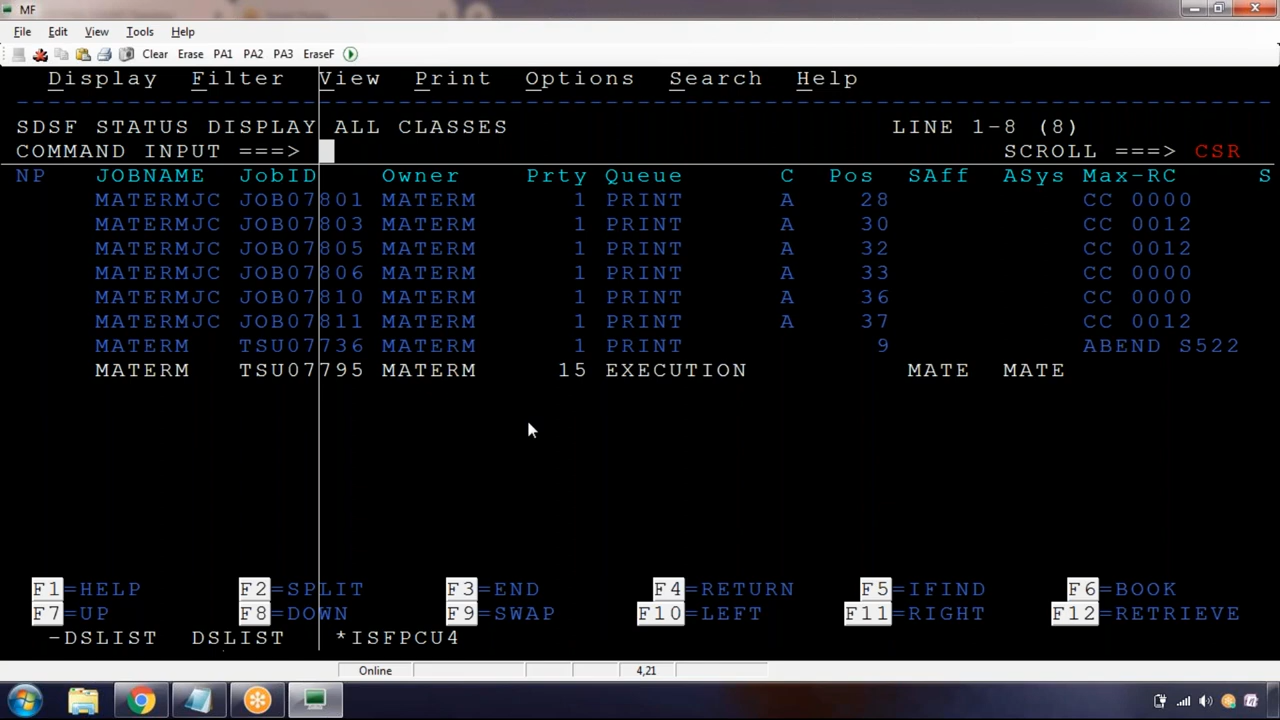 MF
File Edit View Tools Help
Clear Erase PA1 PA2 PA3 EraseF
Display Filter View Print Options Search Help
SDSF STATUS DISPLAY ALL CLASSES LINE 1-8 (8)
COMMAND INPUT ===> SCROLL ===> CSR
NP JOBNAME JobID Owner Prty Queue C Pos SAff ASys Max-RC S
MATERMJC JOB07801 MATERM 1 PRINT A 28 CC 0000
MATERMJC JOB07803 MATERM 1 PRINT A 30 CC 0012
MATERMJC JOB07805 MATERM 1 PRINT A 32 CC 0012
MATERMJC JOB07806 MATERM 1 PRINT A 33 CC 0000
MATERMJC JOB07810 MATERM 1 PRINT A 36 CC 0000
MATERMJC JOB07811 MATERM 1 PRINT A 37 CC 0012
MATERM TSU07736 MATERM 1 PRINT 9 ABEND S522
MATERM TSU07795 MATERM 15 EXECUTION MATE MATE
F1=HELP F2=SPLIT F3=END F4=RETURN F5=IFIND F6=BOOK
F7=UP F8=DOWN F9=SWAP F10=LEFT F11=RIGHT F12=RETRIEVE
-DSLIST DSLIST *ISFPCU4
Online 4,21